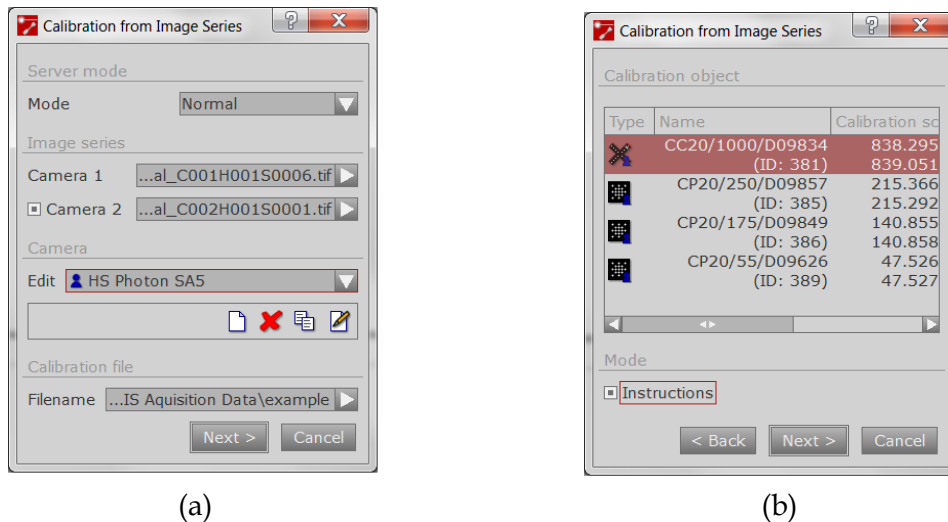 Calibration from Image Series
Server mode
Mode Normal
Image series
Camera 1 ...al_C001H001S0006.tif
Camera 2 ...al_C002H001S0001.tif
Camera
Edit HS Photon SA5
Calibration file
Filename ...IS Aquisition Data\example
Next > Cancel
(a)
Calibration from Image Series
Calibration object
Type Name Calibration sc
CC20/1000/D09834 838.295
(ID: 381) 839.051
CP20/250/D09857 215.366
(ID: 385) 215.292
CP20/175/D09849 140.855
(ID: 386) 140.858
CP20/55/D09626 47.526
(ID: 389) 47.527
Mode
Instructions
< Back Next > Cancel
(b)